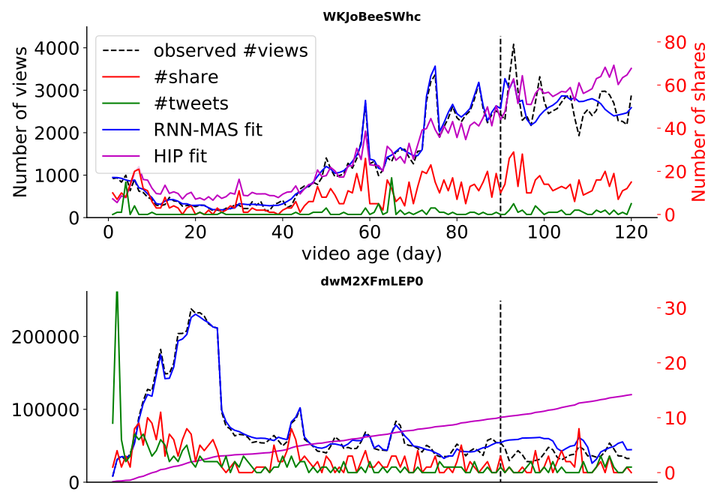 WKJoBeeSWhc
observed #views
#share
#tweets
RNN-MAS fit
HIP fit
Number of views
Number of shares
4000
3000
2000
1000
0
80
60
40
20
0
0 20 40 60 80 100 120
video age (day)
dwM2XFmLEP0
200000
100000
0
30
20
10
0